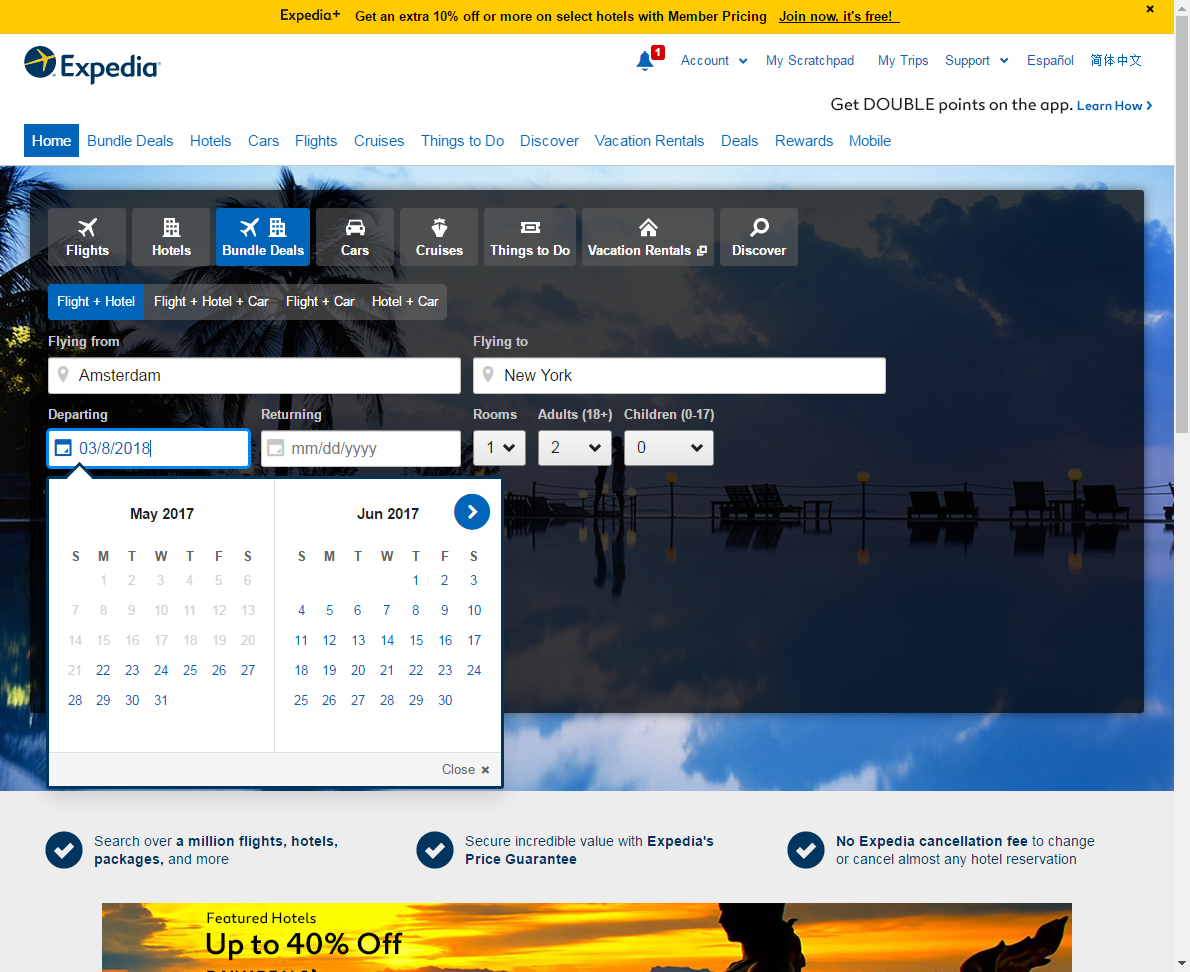 Expedia+ Get an extra 10% off or more on select hotels with Member Pricing Join now, it's free!
Expedia
1 Account My Scratchpad My Trips Support Español 简体中文
Get DOUBLE points on the app. Learn How
Home Bundle Deals Hotels Cars Flights Cruises Things to Do Discover Vacation Rentals Deals Rewards Mobile
Flights Hotels Bundle Deals Cars Cruises Things to Do Vacation Rentals Discover
Flight + Hotel Flight + Hotel + Car Flight + Car Hotel + Car
Flying from Flying to
Amsterdam New York
Departing Returning Rooms Adults (18+) Children (0-17)
03/8/2018 mm/dd/yyyy 1 2 0
May 2017 Jun 2017
S M T W T F S S M T W T F S
1 2 3 4 5 6 1 2 3
7 8 9 10 11 12 13 4 5 6 7 8 9 10
14 15 16 17 18 19 20 11 12 13 14 15 16 17
21 22 23 24 25 26 27 18 19 20 21 22 23 24
28 29 30 31 25 26 27 28 29 30
Close
Search over a million flights, hotels,
packages, and more
Secure incredible value with Expedia's
Price Guarantee
No Expedia cancellation fee to change
or cancel almost any hotel reservation
Featured Hotels
Up to 40% Off